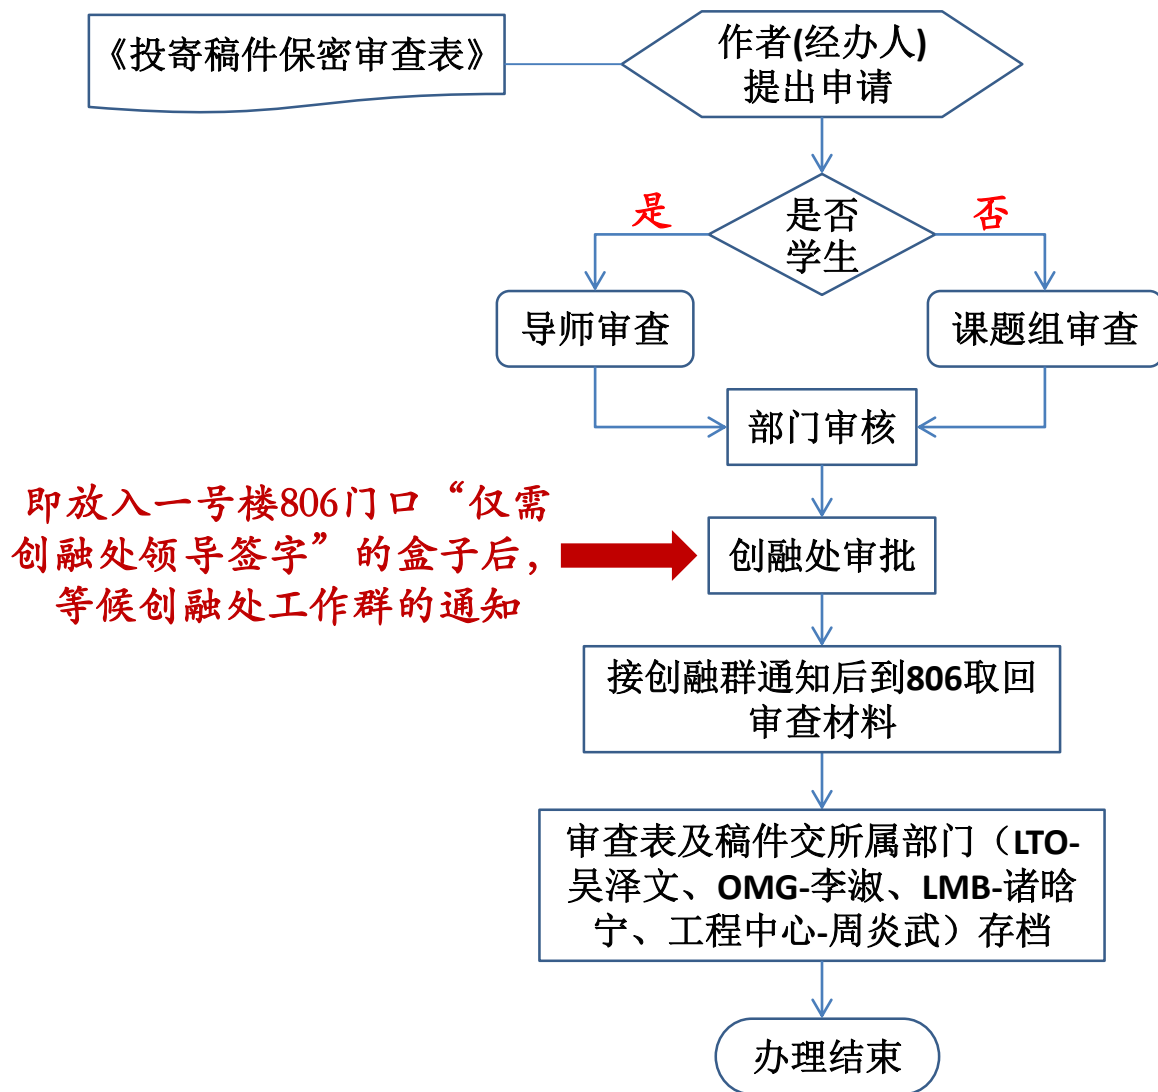 《投寄稿件保密审查表》
作者(经办人)
提出申请
是否
学生
是
否
导师审查
课题组审查
部门审核
即放入一号楼806门口“仅需
创融处领导签字”的盒子后，
等候创融处工作群的通知
创融处审批
接创融群通知后到806取回
审查材料
审查表及稿件交所属部门（LTO-
吴泽文、OMG-李淑、LMB-诸晗
宁、工程中心-周炎武）存档
办理结束